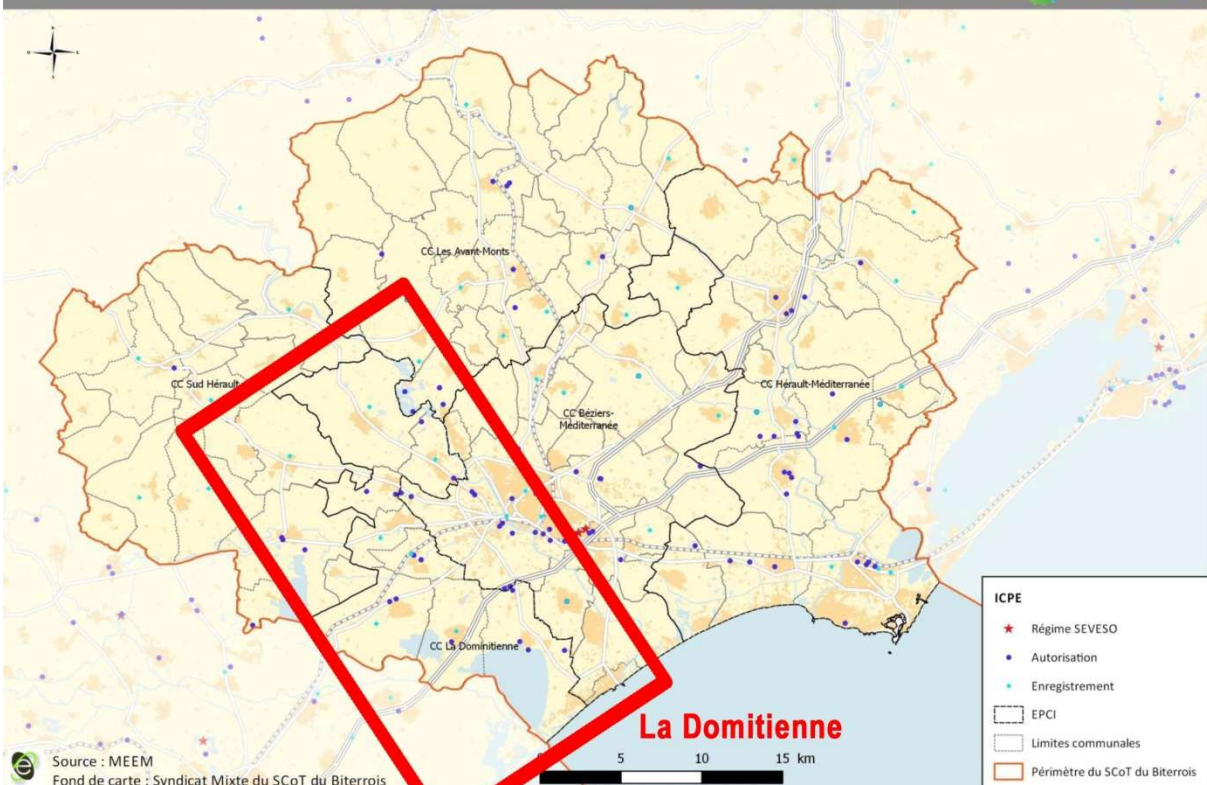 CC Les Avant-Monts
CC Sud Hérault
CC Hérault-Méditerranée
CC Béziers-
Méditerranée
CC La Dominitienne
La Domitienne
5 10 15 km
ICPE
Régime SEVESO
Autorisation
Enregistrement
EPCI
Limites communales
Périmètre du SCoT du Biterrois
Source : MEEM
Fond de carte : Syndicat Mixte du SCoT du Biterrois